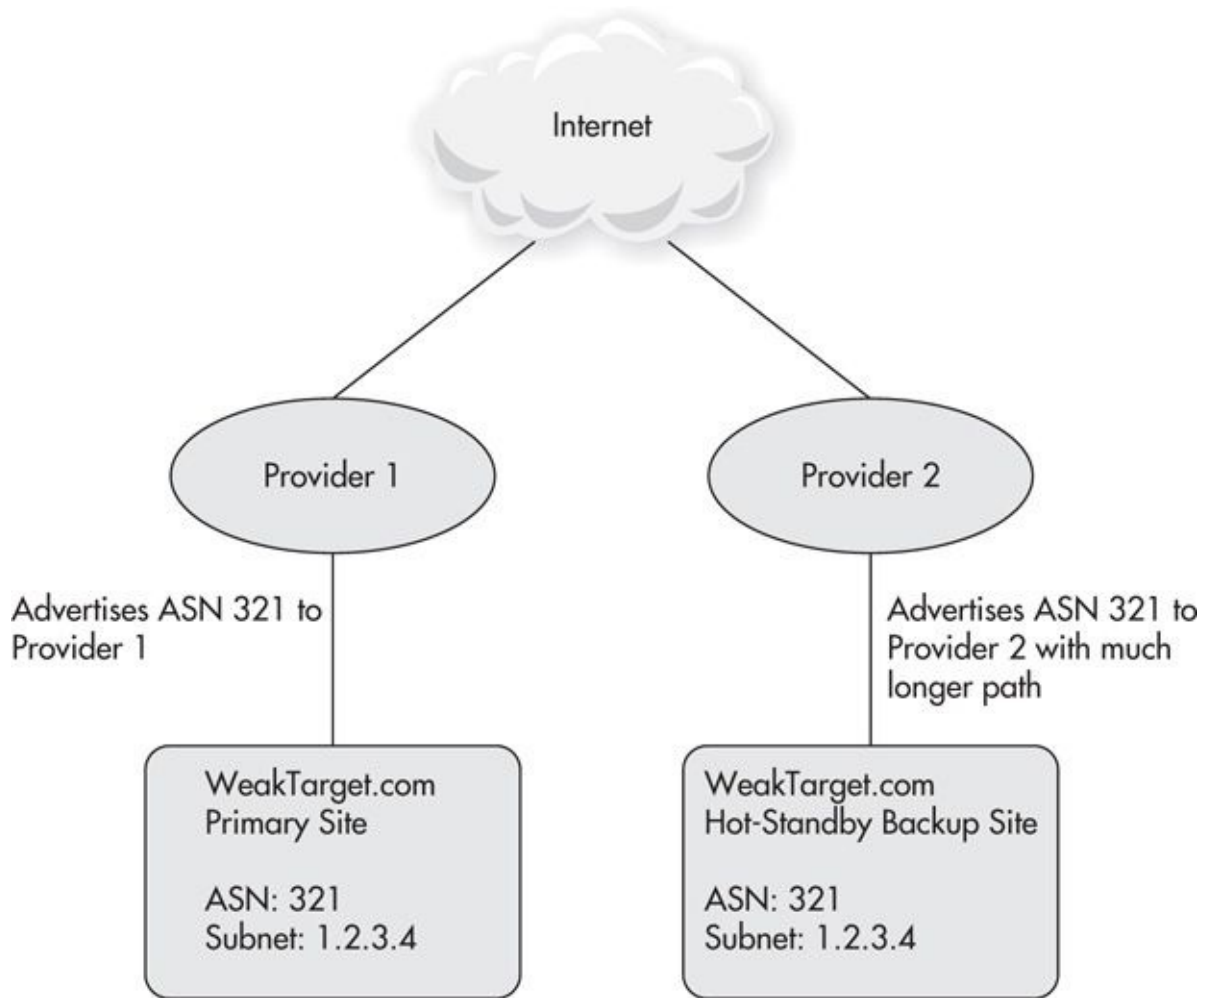 Internet
Provider 1
Provider 2
Advertises ASN 321 to
Provider 1
Advertises ASN 321 to
Provider 2 with much
longer path
WeakTarget.com
Primary Site
ASN: 321
Subnet: 1.2.3.4
WeakTarget.com
Hot-Standby Backup Site
ASN: 321
Subnet: 1.2.3.4